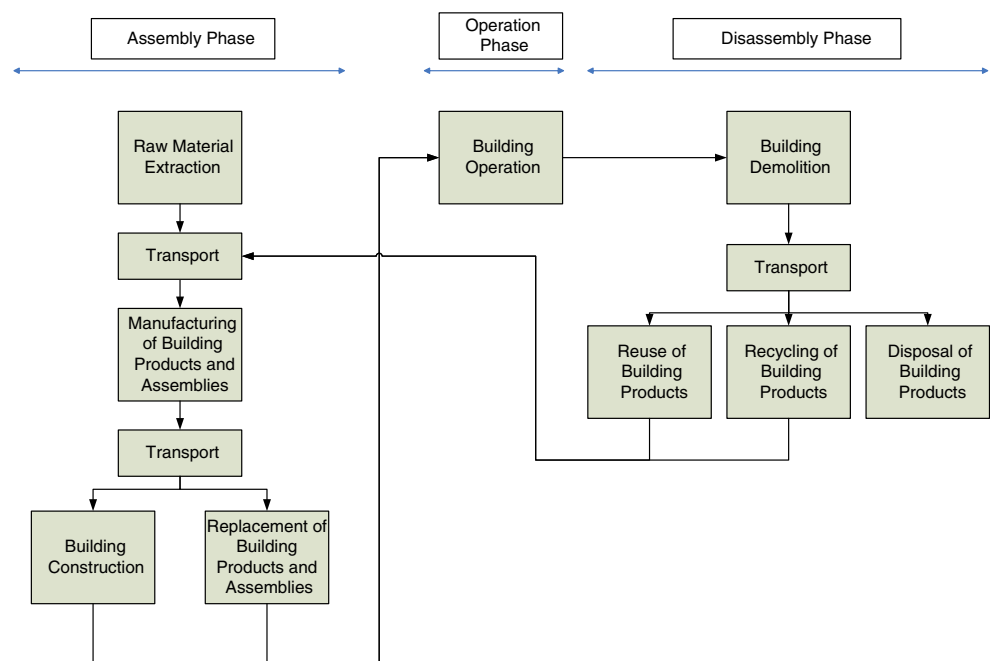 Assembly Phase
Operation
Phase
Disassembly Phase
Raw Material
Extraction
Transport
Manufacturing
of Building
Products and
Assemblies
Transport
Building
Construction
Replacement of
Building
Products and
Assemblies
Building
Operation
Building
Demolition
Transport
Reuse of
Building
Products
Recycling of
Building
Products
Disposal of
Building
Products